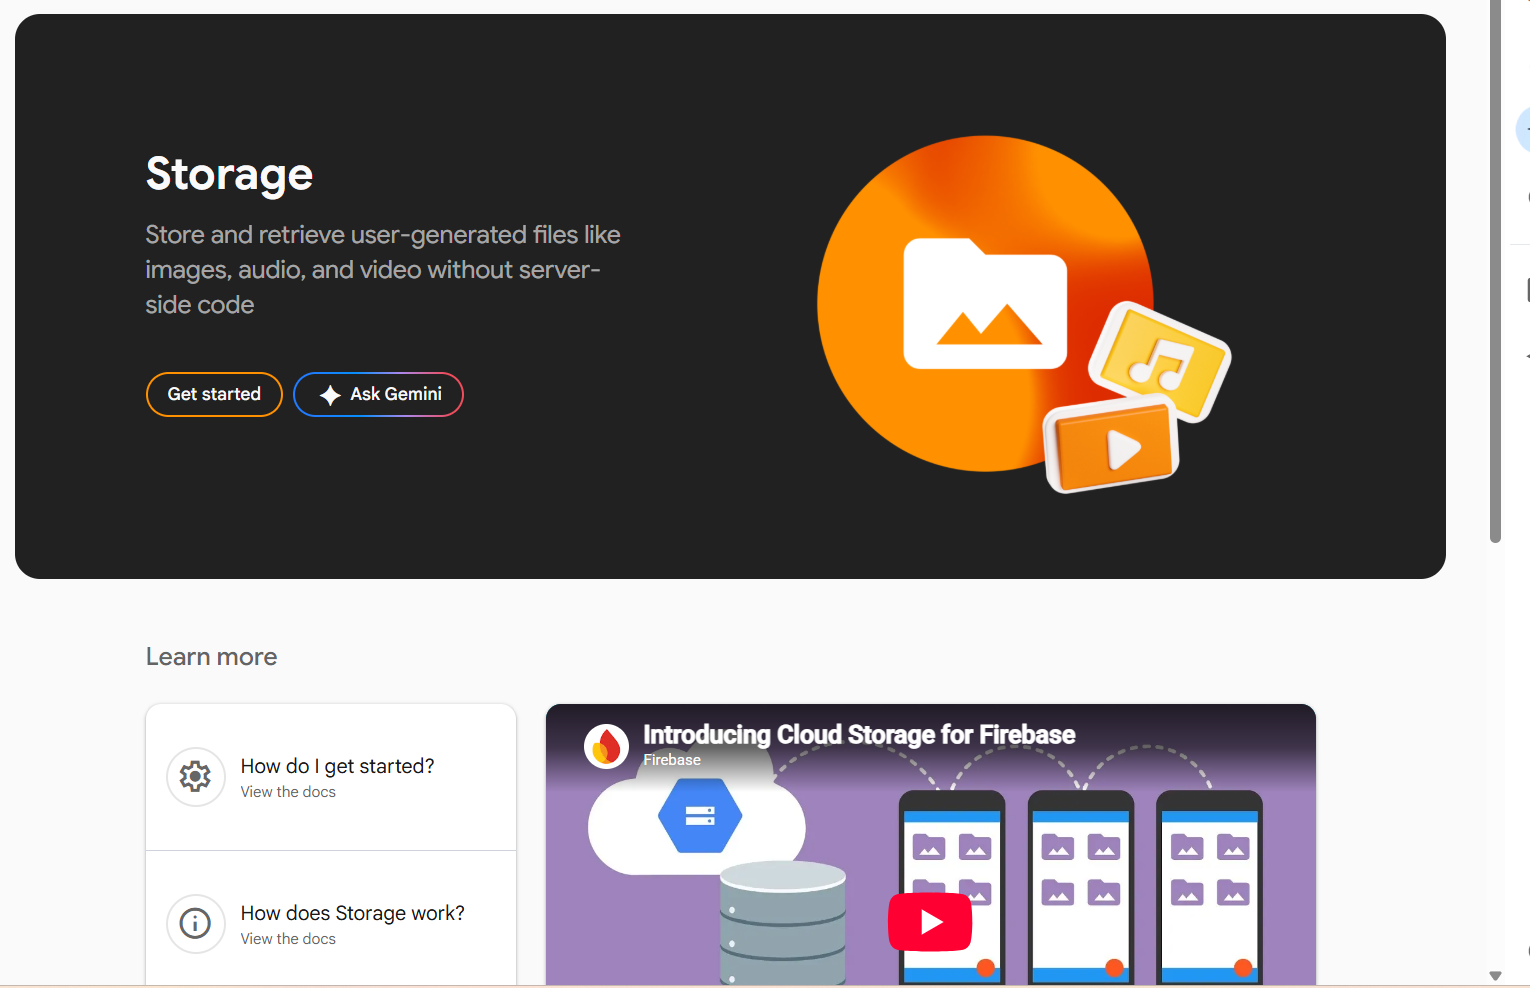 Storage
Store and retrieve user-generated files like
images, audio, and video without server-
side code
Get started
Ask Gemini
Learn more
How do I get started?
View the docs
How does Storage work?
View the docs
Introducing Cloud Storage for Firebase
Firebase